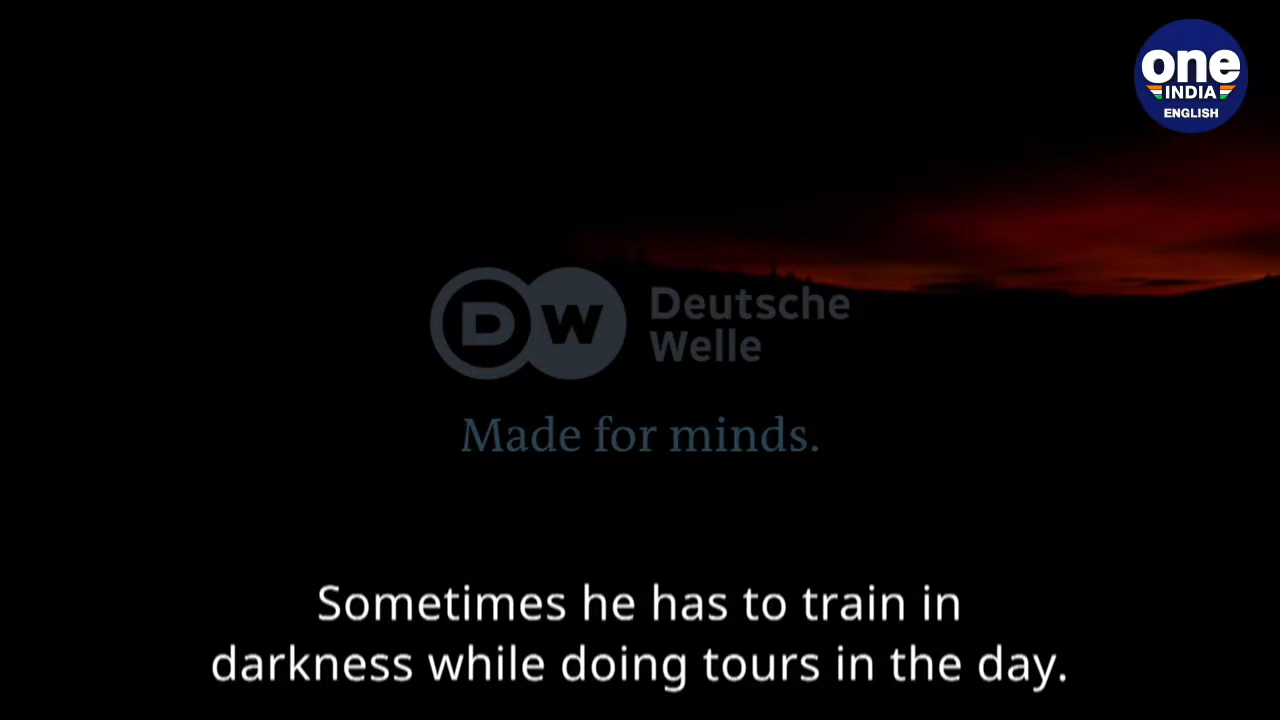 one
INDIA
ENGLISH
DW
Deutsche
Welle
Made for minds.
Sometimes he has to train in
darkness while doing tours in the day.